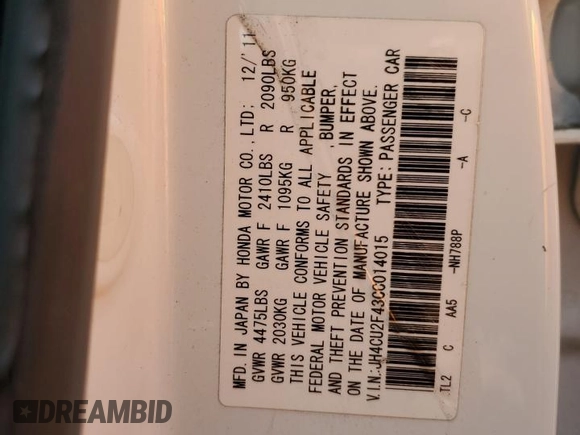 MFD. IN JAPAN BY HONDA MOTOR CO., LTD; 12/'11
GVWR 4475LBS GAWR F 2410LBS R 2090LBS
GVWR 2030KG GAWR F 1095KG R 950KG
THIS VEHICLE CONFORMS TO ALL APPLICABLE
FEDERAL MOTOR VEHICLE SAFETY , BUMPER,
AND THEFT PREVENTION STANDARDS IN EFFECT
ON THE DATE OF MANUFACTURE SHOWN ABOVE.
V.I.N.:JH4CU2F43CC014015 TYPE: PASSENGER CAR
TL2 C AA5 -NH788P -A -C
DREAMBID